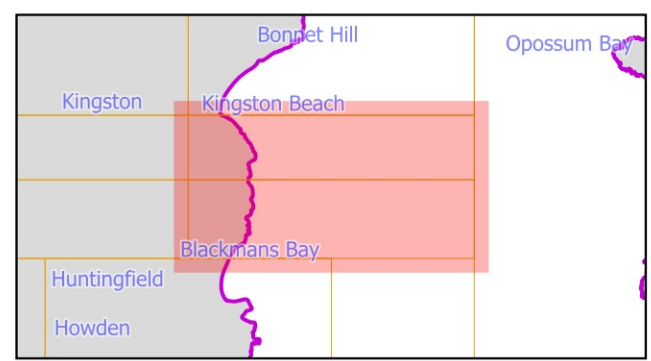 Bonnet Hill
Opossum Bay
Kingston
Kingston Beach
Blackmans Bay
Huntingfield
Howden